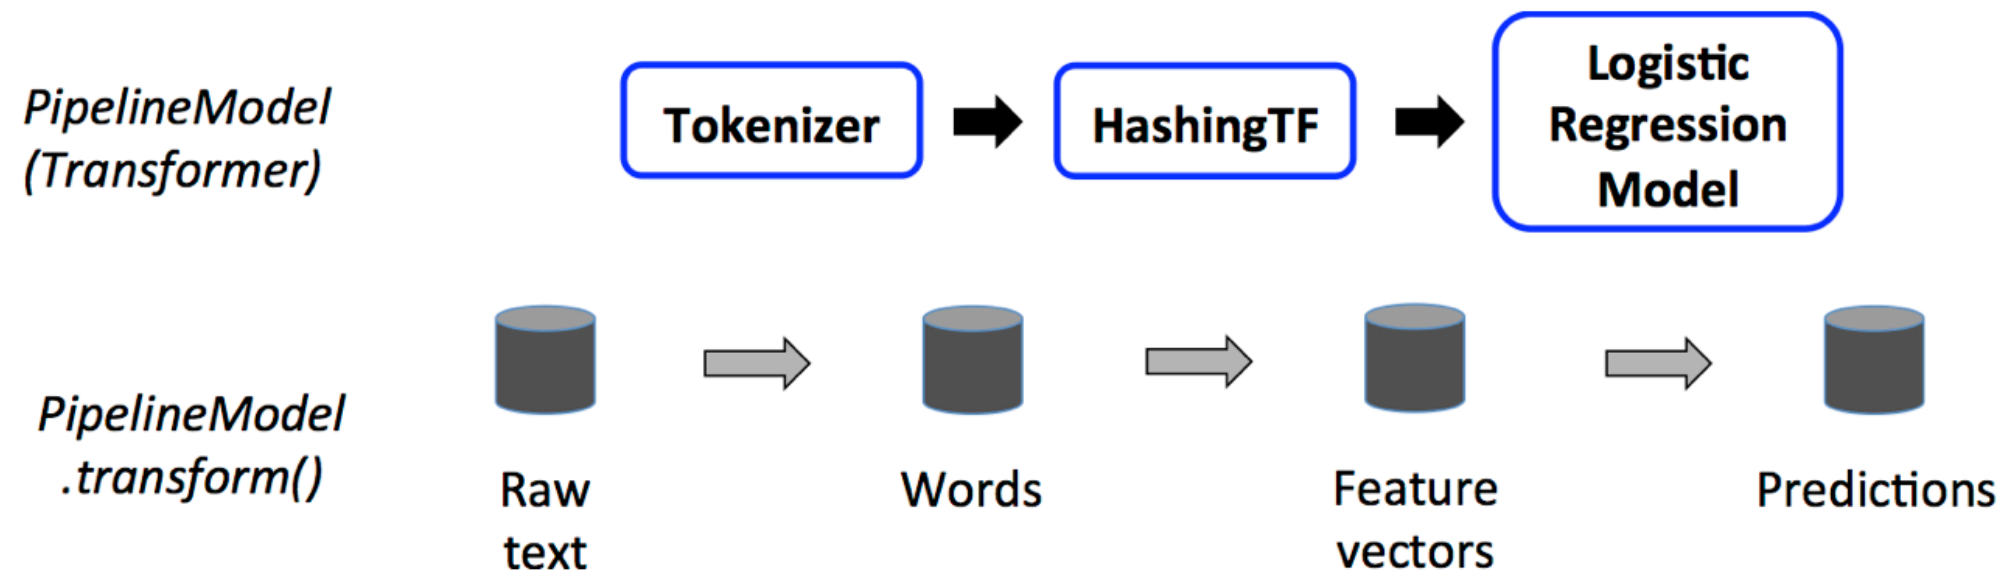 PipelineModel
(Transformer)
Tokenizer
HashingTF
Logistic
Regression
Model
PipelineModel
.transform()
Raw
text
Words
Feature
vectors
Predictions